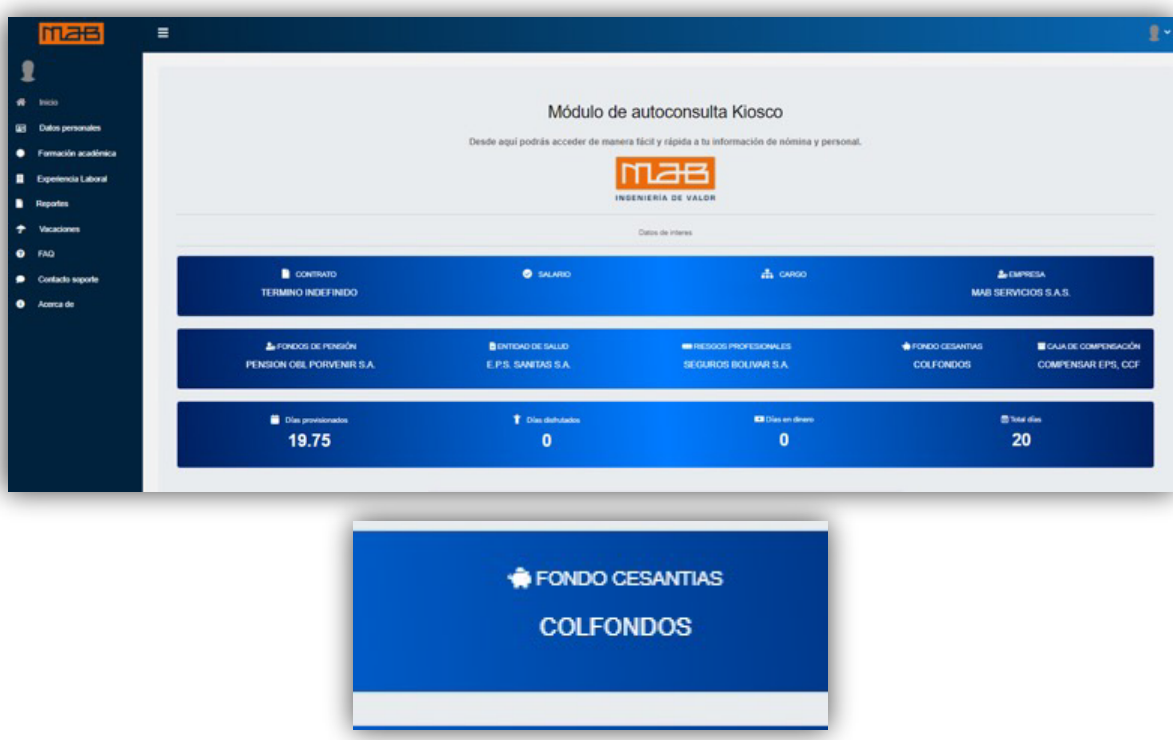 MAB
Inicio
Datos personales
Formación académica
Experiencia Laboral
Reportes
Vacaciones
FAQ
Contacto soporte
Acerca de
Módulo de autoconsulta Kiosco
Desde aquí podrás acceder de manera fácil y rápida a tu información de nómina y personal.
MAB
INGENIERÍA DE VALOR
Datos de interes
CONTRATO SALARIO CARGO EMPRESA
TERMINO INDEFINIDO MAB SERVICIOS S.A.S.
FONDOS DE PENSIÓN ENTIDAD DE SALUD RIESGOS PROFESIONALES FONDO CESANTIAS CAJA DE COMPENSACIÓN
PENSION OBL PORVENIR S.A. E.P.S. SANITAS S.A. SEGUROS BOLIVAR S.A. COLFONDOS COMPENSAR EPS, CCF
Días provisionados Días disfrutados Días en dinero Total días
19.75 0 0 20
FONDO CESANTIAS
COLFONDOS